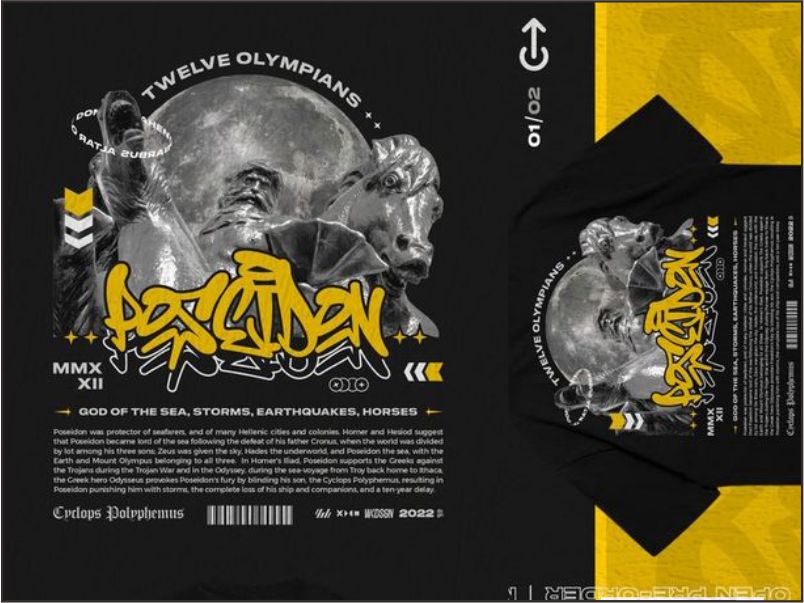 TWELVE OLYMPIANS
01/02
POSEIDON
MMX
XII
GOD OF THE SEA, STORMS, EARTHQUAKES, HORSES
Poseidon was protector of seafarers, and of many Hellenic cities and colonies. Homer and Hesiod suggest
that Poseidon became lord of the sea following the defeat of his father Cronus, when the world was divided
by lot among his three sons; Zeus was given the sky, Hades the underworld, and Poseidon the sea, with the
Earth and Mount Olympus belonging to all three. In Homer's Iliad, Poseidon supports the Greeks against
the Trojans during the Trojan War and in the Odyssey, during the sea-voyage from Troy back home to Ithaca,
the Greek hero Odysseus provokes Poseidon's fury by blinding his son, the Cyclops Polyphemus, resulting in
Poseidon punishing him with storms, the complete loss of his ship and companions, and a ten-year delay.
Cyclops Polyphemus
WKDSGN 2022
TWELVE OLYMPIANS
POSEIDON
MMX
XII
GOD OF THE SEA, STORMS, EARTHQUAKES, HORSES
Cyclops Polyphemus
2022
OPEN PRE-ORDER